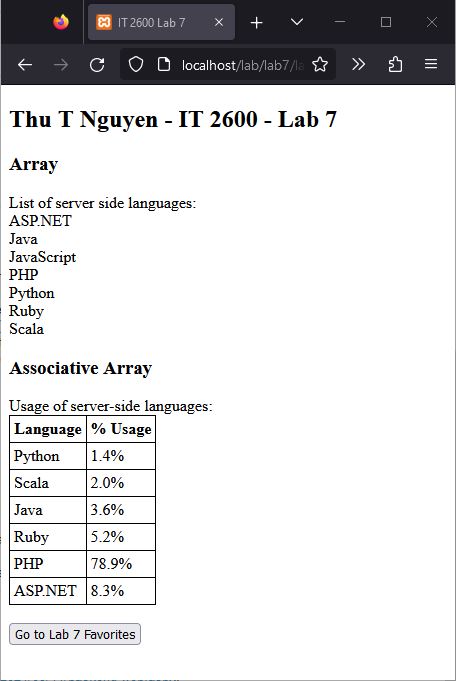 IT 2600 Lab 7
localhost/lab/lab7/la
Thu T Nguyen - IT 2600 - Lab 7
Array
List of server side languages:
ASP.NET
Java
JavaScript
PHP
Python
Ruby
Scala
Associative Array
Usage of server-side languages:
Language % Usage
Python 1.4%
Scala 2.0%
Java 3.6%
Ruby 5.2%
PHP 78.9%
ASP.NET 8.3%
Go to Lab 7 Favorites